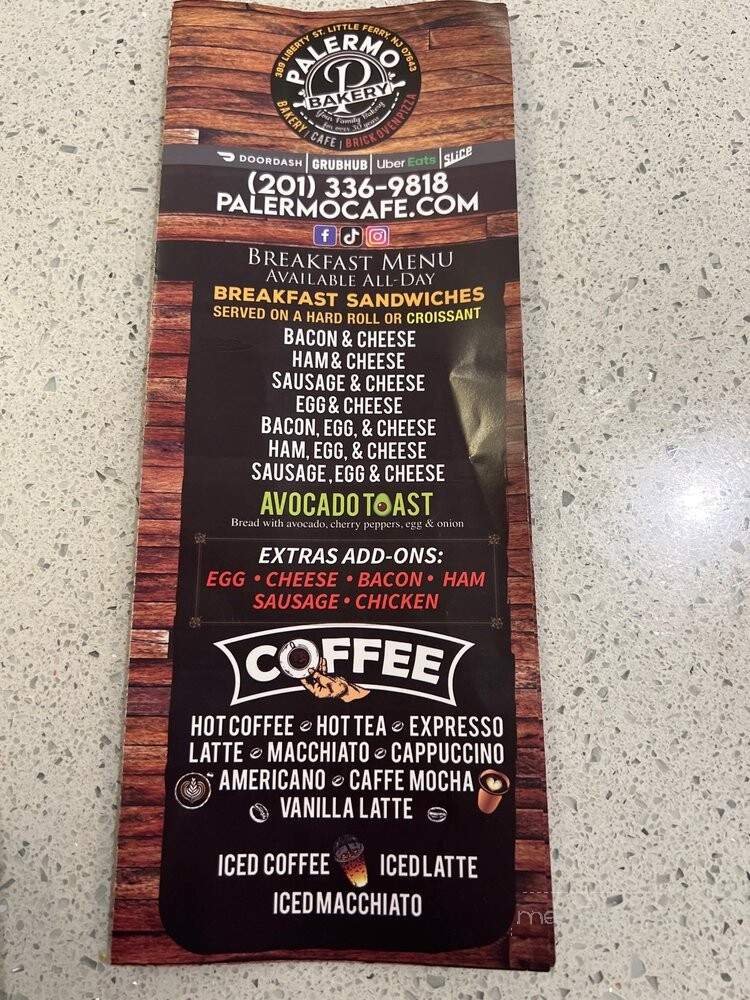 309 LIBERTY ST. LITTLE FERRY, NJ 07643
PALERMO
P
BAKERY
Your Family Bakery
for over 30 years
BAKERY | CAFE | BRICK OVEN PIZZA
DOORDASH | GRUBHUB | Uber Eats | SLICE
(201) 336-9818
PALERMOCAFE.COM
BREAKFAST MENU
AVAILABLE ALL-DAY
BREAKFAST SANDWICHES
SERVED ON A HARD ROLL OR CROISSANT
BACON & CHEESE
HAM & CHEESE
SAUSAGE & CHEESE
EGG & CHEESE
BACON, EGG, & CHEESE
HAM, EGG, & CHEESE
SAUSAGE, EGG & CHEESE
AVOCADO TOAST
Bread with avocado, cherry peppers, egg & onion
EXTRAS ADD-ONS:
EGG • CHEESE • BACON • HAM
SAUSAGE • CHICKEN
COFFEE
HOT COFFEE HOT TEA EXPRESSO
LATTE MACCHIATO CAPPUCCINO
AMERICANO CAFFE MOCHA
VANILLA LATTE
ICED COFFEE ICED LATTE
ICED MACCHIATO